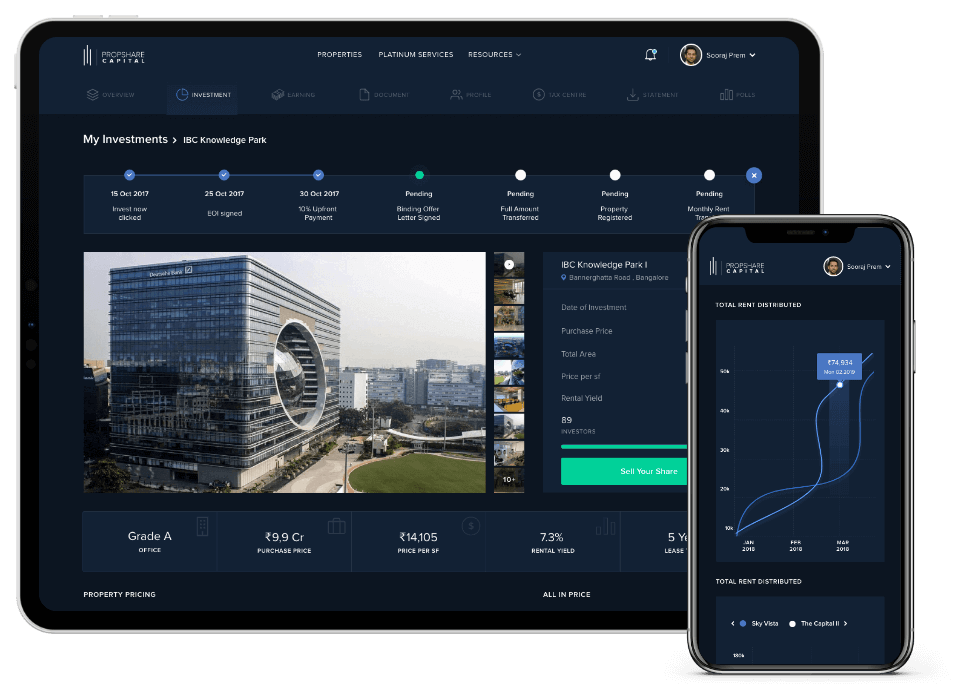 PROPSHARE
CAPITAL
PROPERTIES
PLATINUM SERVICES
RESOURCES
Sooraj Prem
OVERVIEW
INVESTMENT
EARNING
DOCUMENT
PROFILE
TAX CENTRE
STATEMENT
POLLS
My Investments > IBC Knowledge Park
15 Oct 2017
25 Oct 2017
30 Oct 2017
Pending
Pending
Pending
Pending
Invest now
clicked
EOI signed
10% Upfront
Payment
Binding Offer
Letter Signed
Full Amount
Transferred
Property
Registered
Monthly Rent
Deutsche Bank
10+
IBC Knowledge Park I
Bannerghatta Road , Bangalore
Date of Investment
Purchase Price
Total Area
Price per sf
Rental Yield
89
INVESTORS
Sell Your Share
Grade A
OFFICE
₹9,9 Cr
PURCHASE PRICE
₹14,105
PRICE PER SF
7.3%
RENTAL YIELD
5 Ye
LEASE
PROPERTY PRICING
ALL IN PRICE
PROPSHARE
CAPITAL
Sooraj Prem
TOTAL RENT DISTRIBUTED
₹74,934
Mon 02 2019
50k
40k
30k
20k
10k
JAN
2018
FEB
2018
MAR
2018
TOTAL RENT DISTRIBUTED
Sky Vista
The Capital II
180k